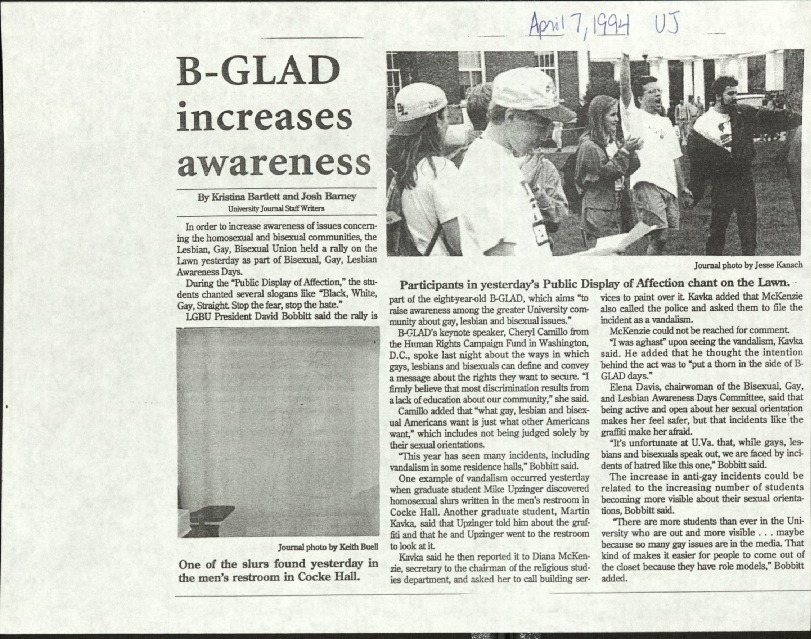 April 7, 1994 UJ
B-GLAD
increases
awareness
By Kristina Bartlett and Josh Barney
University Journal Staff Writers
In order to increase awareness of issues concern-
ing the homosexual and bisexual communities, the
Lesbian, Gay, Bisexual Union held a rally on the
Lawn yesterday as part of Bisexual, Gay, Lesbian
Awareness Days.
During the "Public Display of Affection," the stu-
dents chanted several slogans like "Black, White,
Gay, Straight. Stop the fear, stop the hate."
LGBU President David Bobbitt said the rally is
Journal photo by Keith Buell
One of the slurs found yesterday in
the men's restroom in Cocke Hall.
Journal photo by Jesse Kanach
Participants in yesterday's Public Display of Affection chant on the Lawn.
part of the eight-year-old B-GLAD, which aims "to
raise awareness among the greater University com-
munity about gay, lesbian and bisexual issues."
B-GLAD's keynote speaker, Cheryl Camillo from
the Human Rights Campaign Fund in Washington,
D.C., spoke last night about the ways in which
gays, lesbians and bisexuals can define and convey
a message about the rights they want to secure. "I
firmly believe that most discrimination results from
a lack of education about our community," she said.
Camillo added that "what gay, lesbian and bisex-
ual Americans want is just what other Americans
want," which includes not being judged solely by
their sexual orientations.
"This year has seen many incidents, including
vandalism in some residence halls," Bobbitt said.
One example of vandalism occurred yesterday
when graduate student Mike Upzinger discovered
homosexual slurs written in the men's restroom in
Cocke Hall. Another graduate student, Martin
Kavka, said that Upzinger told him about the graf-
fiti and that he and Upzinger went to the restroom
to look at it.
Kavka said he then reported it to Diana McKen-
zie, secretary to the chairman of the religious stud-
ies department, and asked her to call building ser-
vices to paint over it. Kavka added that McKenzie
also called the police and asked them to file the
incident as a vandalism.
McKenzie could not be reached for comment.
"I was aghast" upon seeing the vandalism, Kavka
said. He added that he thought the intention
behind the act was to "put a thorn in the side of B-
GLAD days."
Elena Davis, chairwoman of the Bisexual, Gay,
and Lesbian Awareness Days Committee, said that
being active and open about her sexual orientation
makes her feel safer, but that incidents like the
graffiti make her afraid.
"It's unfortunate at U.Va. that, while gays, les-
bians and bisexuals speak out, we are faced by inci-
dents of hatred like this one," Bobbitt said.
The increase in anti-gay incidents could be
related to the increasing number of students
becoming more visible about their sexual orienta-
tions, Bobbitt said.
"There are more students than ever in the Uni-
versity who are out and more visible . . . maybe
because so many gay issues are in the media. That
kind of makes it easier for people to come out of
the closet because they have role models," Bobbitt
added.